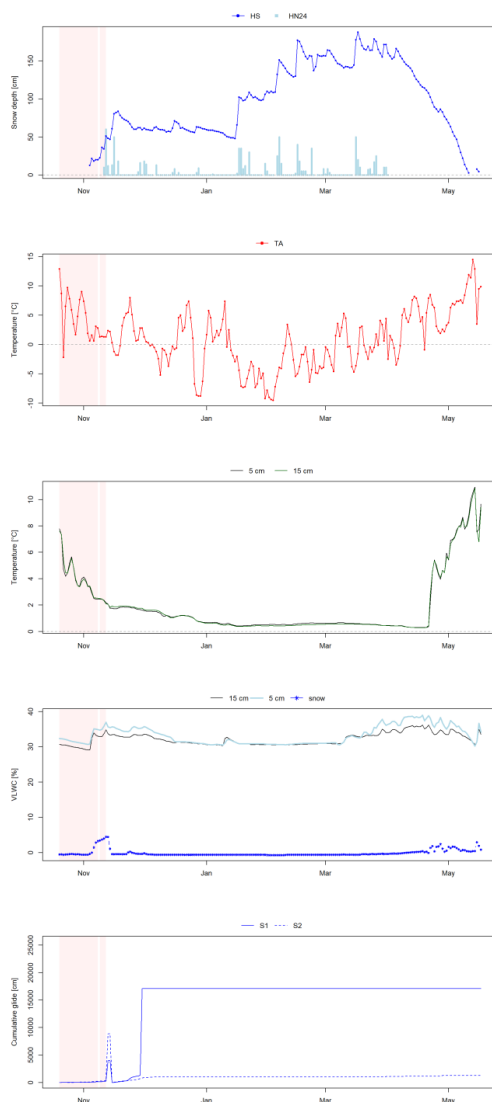 HS HN24
Snow depth [cm]
150
100
50
0
Nov Jan Mar May
TA
Temperature [°C]
15
10
5
0
-5
-10
Nov Jan Mar May
5 cm 15 cm
Temperature [°C]
10
8
6
4
2
0
Nov Jan Mar May
15 cm 5 cm snow
VLWC [%]
40
30
20
10
0
Nov Jan Mar May
S1 S2
Cumulative glide [cm]
25000
20000
15000
10000
5000
0
Nov Jan Mar May